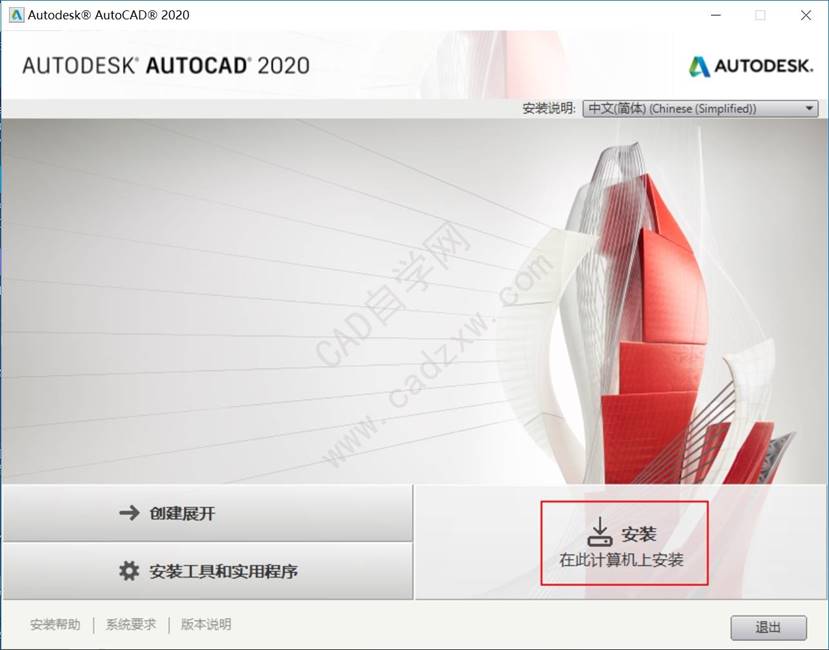 Autodesk® AutoCAD® 2020
AUTODESK® AUTOCAD® 2020
AUTODESK.
安装说明: 中文(简体) (Chinese (Simplified))
CAD自学网
www.cadzxw.com
创建展开
安装工具和实用程序
安装
在此计算机上安装
安装帮助 | 系统要求 | 版本说明
退出